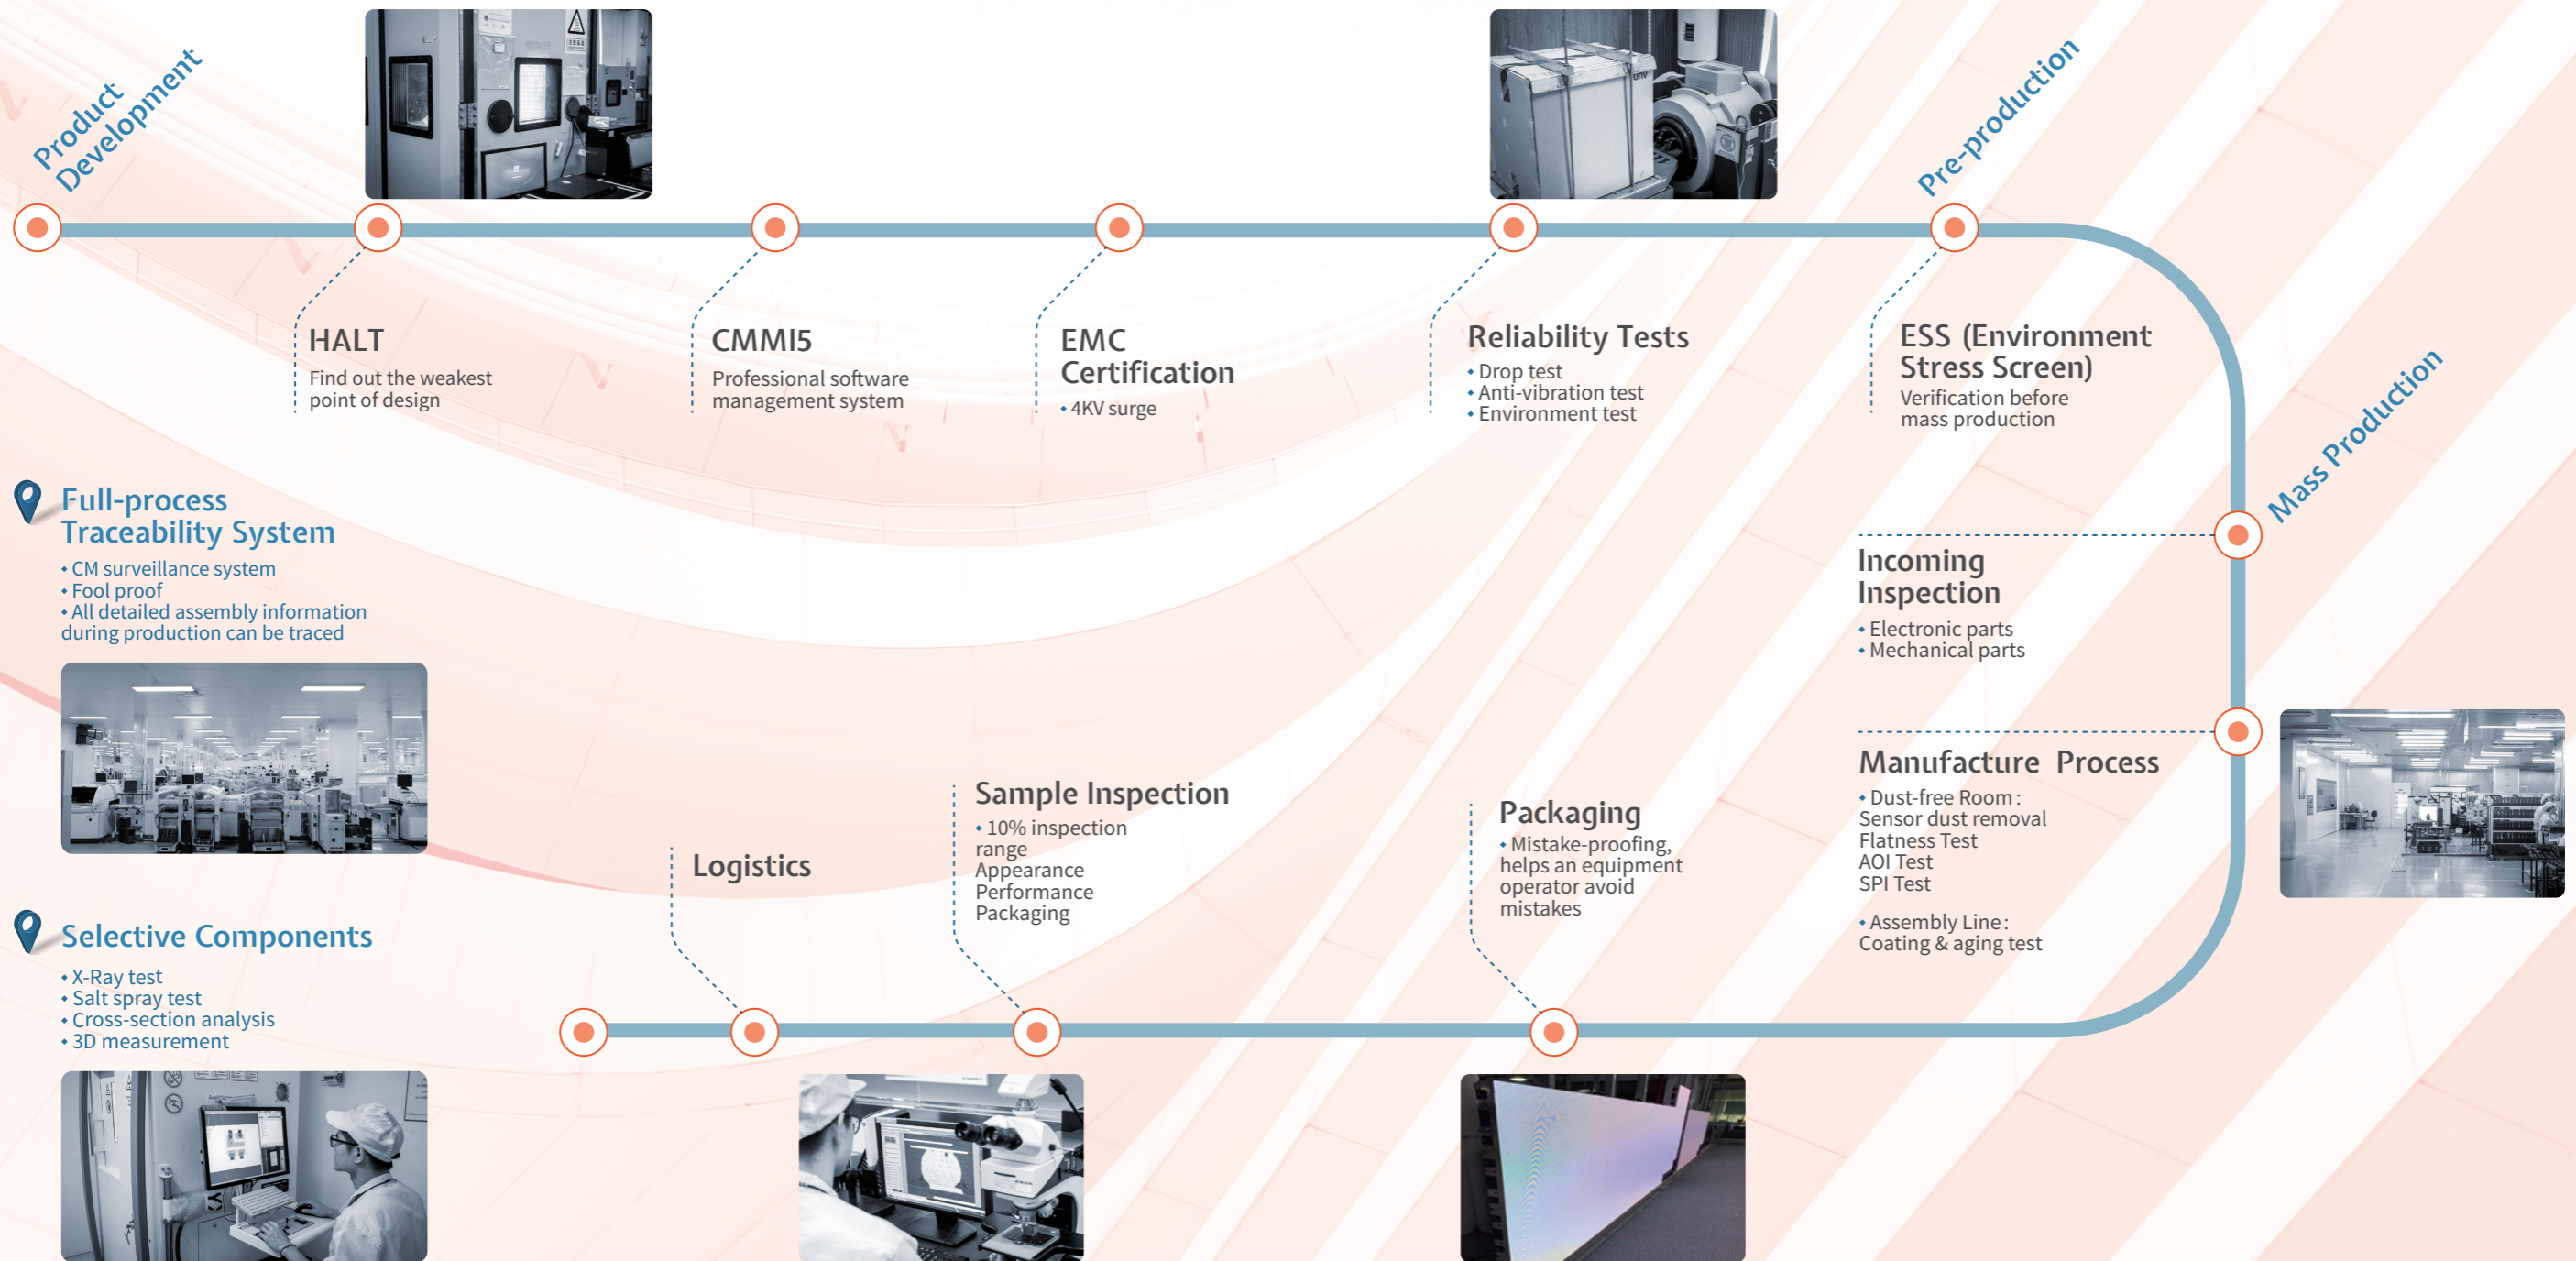 Product
Development
Pre-production
HALT
Find out the weakest
point of design
CMMI5
Professional software
management system
EMC
Certification
• 4KV surge
Reliability Tests
• Drop test
• Anti-vibration test
• Environment test
ESS (Environment
Stress Screen)
Verification before
mass production
Mass Production
Full-process
Traceability System
• CM surveillance system
• Fool proof
• All detailed assembly information
during production can be traced
Incoming
Inspection
• Electronic parts
• Mechanical parts
Manufacture Process
• Dust-free Room:
Sensor dust removal
Flatness Test
AOI Test
SPI Test
• Assembly Line:
Coating & aging test
Packaging
• Mistake-proofing,
helps an equipment
operator avoid
mistakes
Sample Inspection
• 10% inspection
range
Appearance
Performance
Packaging
Logistics
Selective Components
• X-Ray test
• Salt spray test
• Cross-section analysis
• 3D measurement